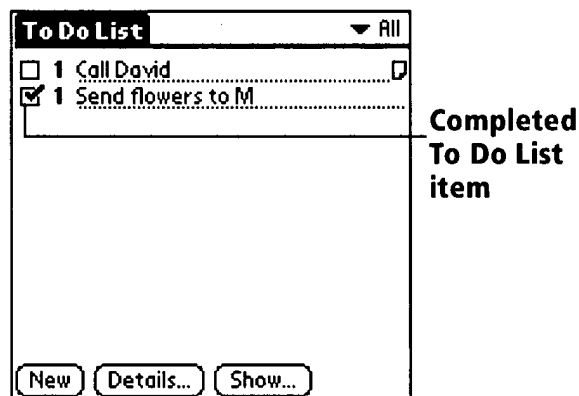 To Do List All
1 Call David
1 Send flowers to M
Completed
To Do List
item
New Details... Show...